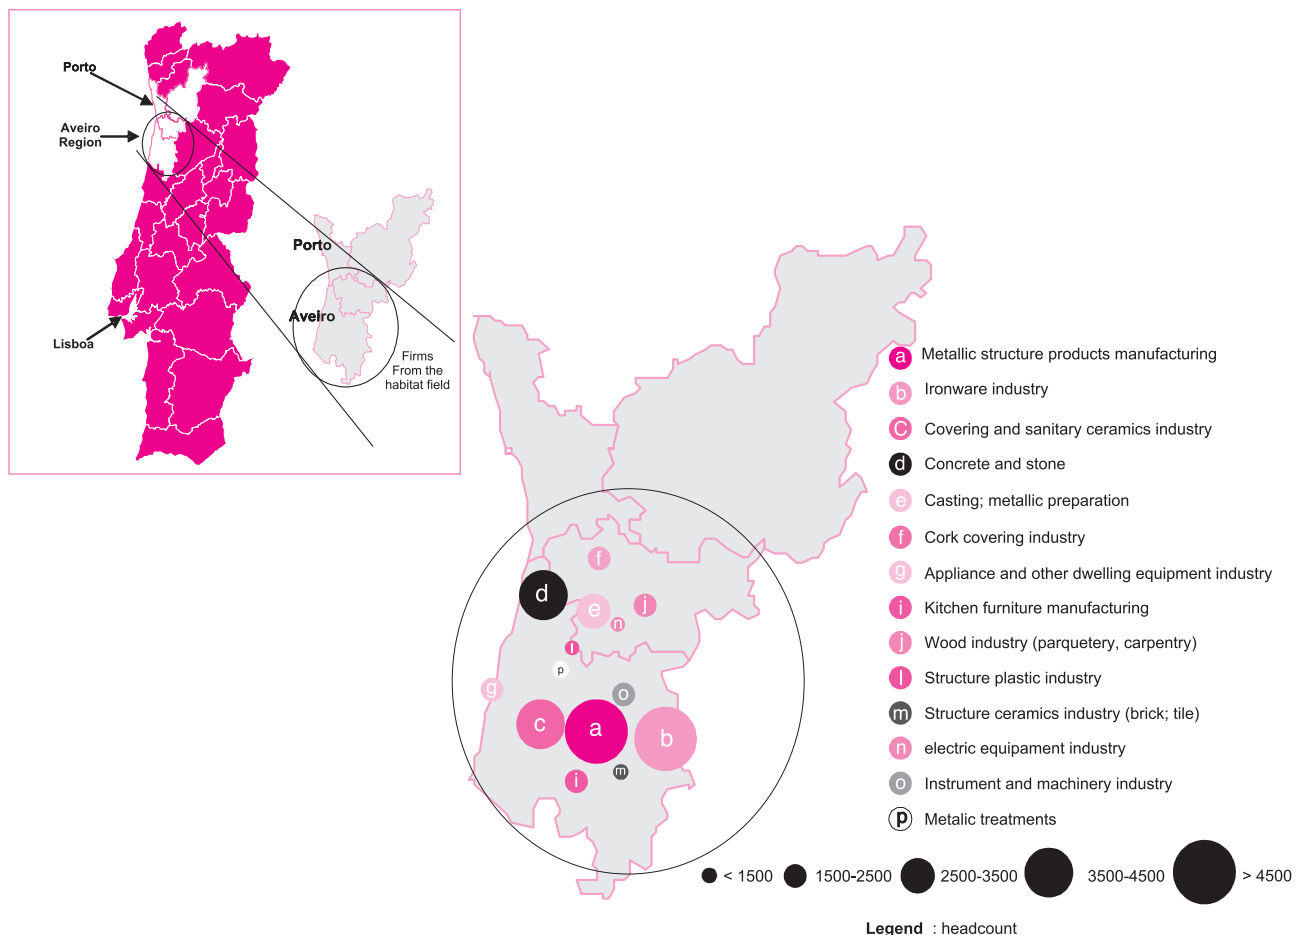 Porto
Aveiro
Region
Lisboa
Porto
Aveiro
Firms
From the
habitat field
f
d
e
j
n
l
p
g
o
c
a
b
m
i
a Metallic structure products manufacturing
b Ironware industry
C Covering and sanitary ceramics industry
d Concrete and stone
e Casting; metallic preparation
f Cork covering industry
g Appliance and other dwelling equipment industry
i Kitchen furniture manufacturing
j Wood industry (parquetery, carpentry)
l Structure plastic industry
m Structure ceramics industry (brick; tile)
n electric equipament industry
o Instrument and machinery industry
p Metalic treatments
< 1500 1500-2500 2500-3500 3500-4500 > 4500
Legend : headcount